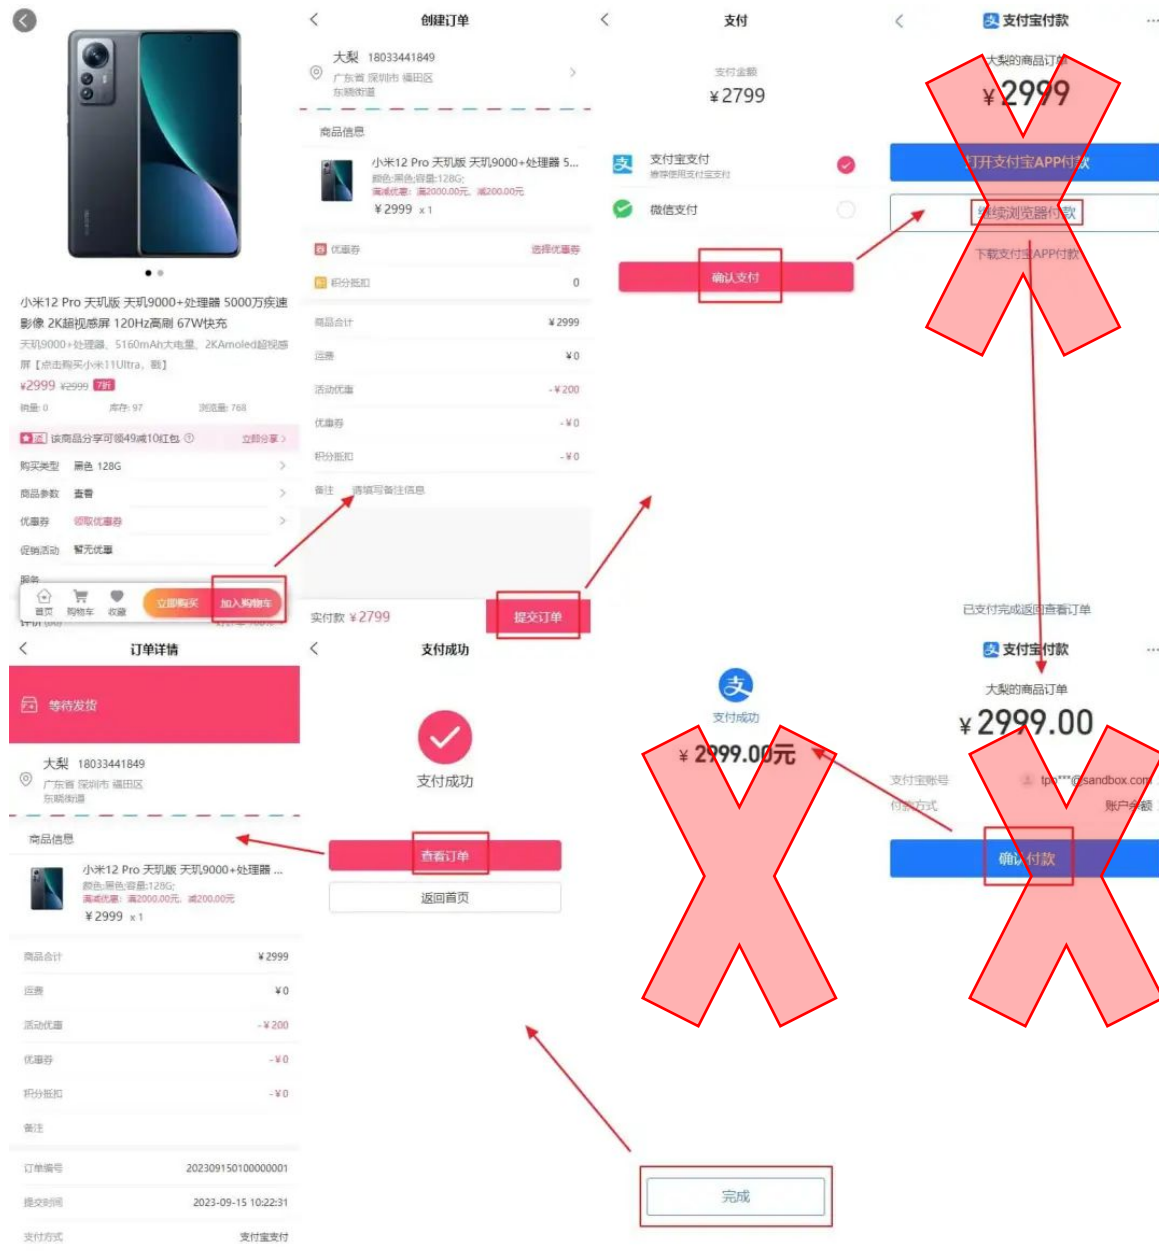 小米12 Pro 天玑版 天玑9000+处理器 5000万疾速
影像 2K超视感屏 120Hz高刷 67W快充
天玑9000+处理器、5160mAh大电量、2KAmoled超视感
屏【点击购买小米11Ultra，戳】
¥2999 ¥2999 7折
销量: 0 库存: 97 浏览量: 768
该商品分享可领49减10红包 立即分享
购买类型 黑色 128G
商品参数 查看
优惠券 领取优惠券
促销活动 暂无优惠
服务
首页 购物车 收藏 立即购买 加入购物车
创建订单
大梨 18033441849
广东省 深圳市 福田区
东晓街道
商品信息
小米12 Pro 天玑版 天玑9000+处理器 5...
颜色:黑色;容量:128G;
满减优惠：满2000.00元，减200.00元
¥2999 x 1
优惠券 选择优惠券
积分抵扣 0
商品合计 ¥2999
运费 ¥0
活动优惠 -¥200
优惠券 -¥0
积分抵扣 -¥0
备注 请填写备注信息
实付款 ¥2799 提交订单
支付
支付金额
¥2799
支付宝支付
推荐使用支付宝支付
微信支付
确认支付
支付宝付款
大梨的商品订单
¥2999
打开支付宝APP付款
继续浏览器付款
下载支付宝APP付款
已支付完成返回查看订单
支付宝付款
大梨的商品订单
¥2999.00
支付宝账号 tpp***@sandbox.com
付款方式 账户余额
确认付款
支付成功
¥2999.00元
完成
支付成功
支付成功
查看订单
返回首页
订单详情
等待发货
大梨 18033441849
广东省 深圳市 福田区
东晓街道
商品信息
小米12 Pro 天玑版 天玑9000+处理器 ...
颜色:黑色;容量:128G;
满减优惠：满2000.00元，减200.00元
¥2999 x 1
商品合计 ¥2999
运费 ¥0
活动优惠 -¥200
优惠券 -¥0
积分抵扣 -¥0
备注
订单编号 202309150100000001
提交时间 2023-09-15 10:22:31
支付方式 支付宝支付